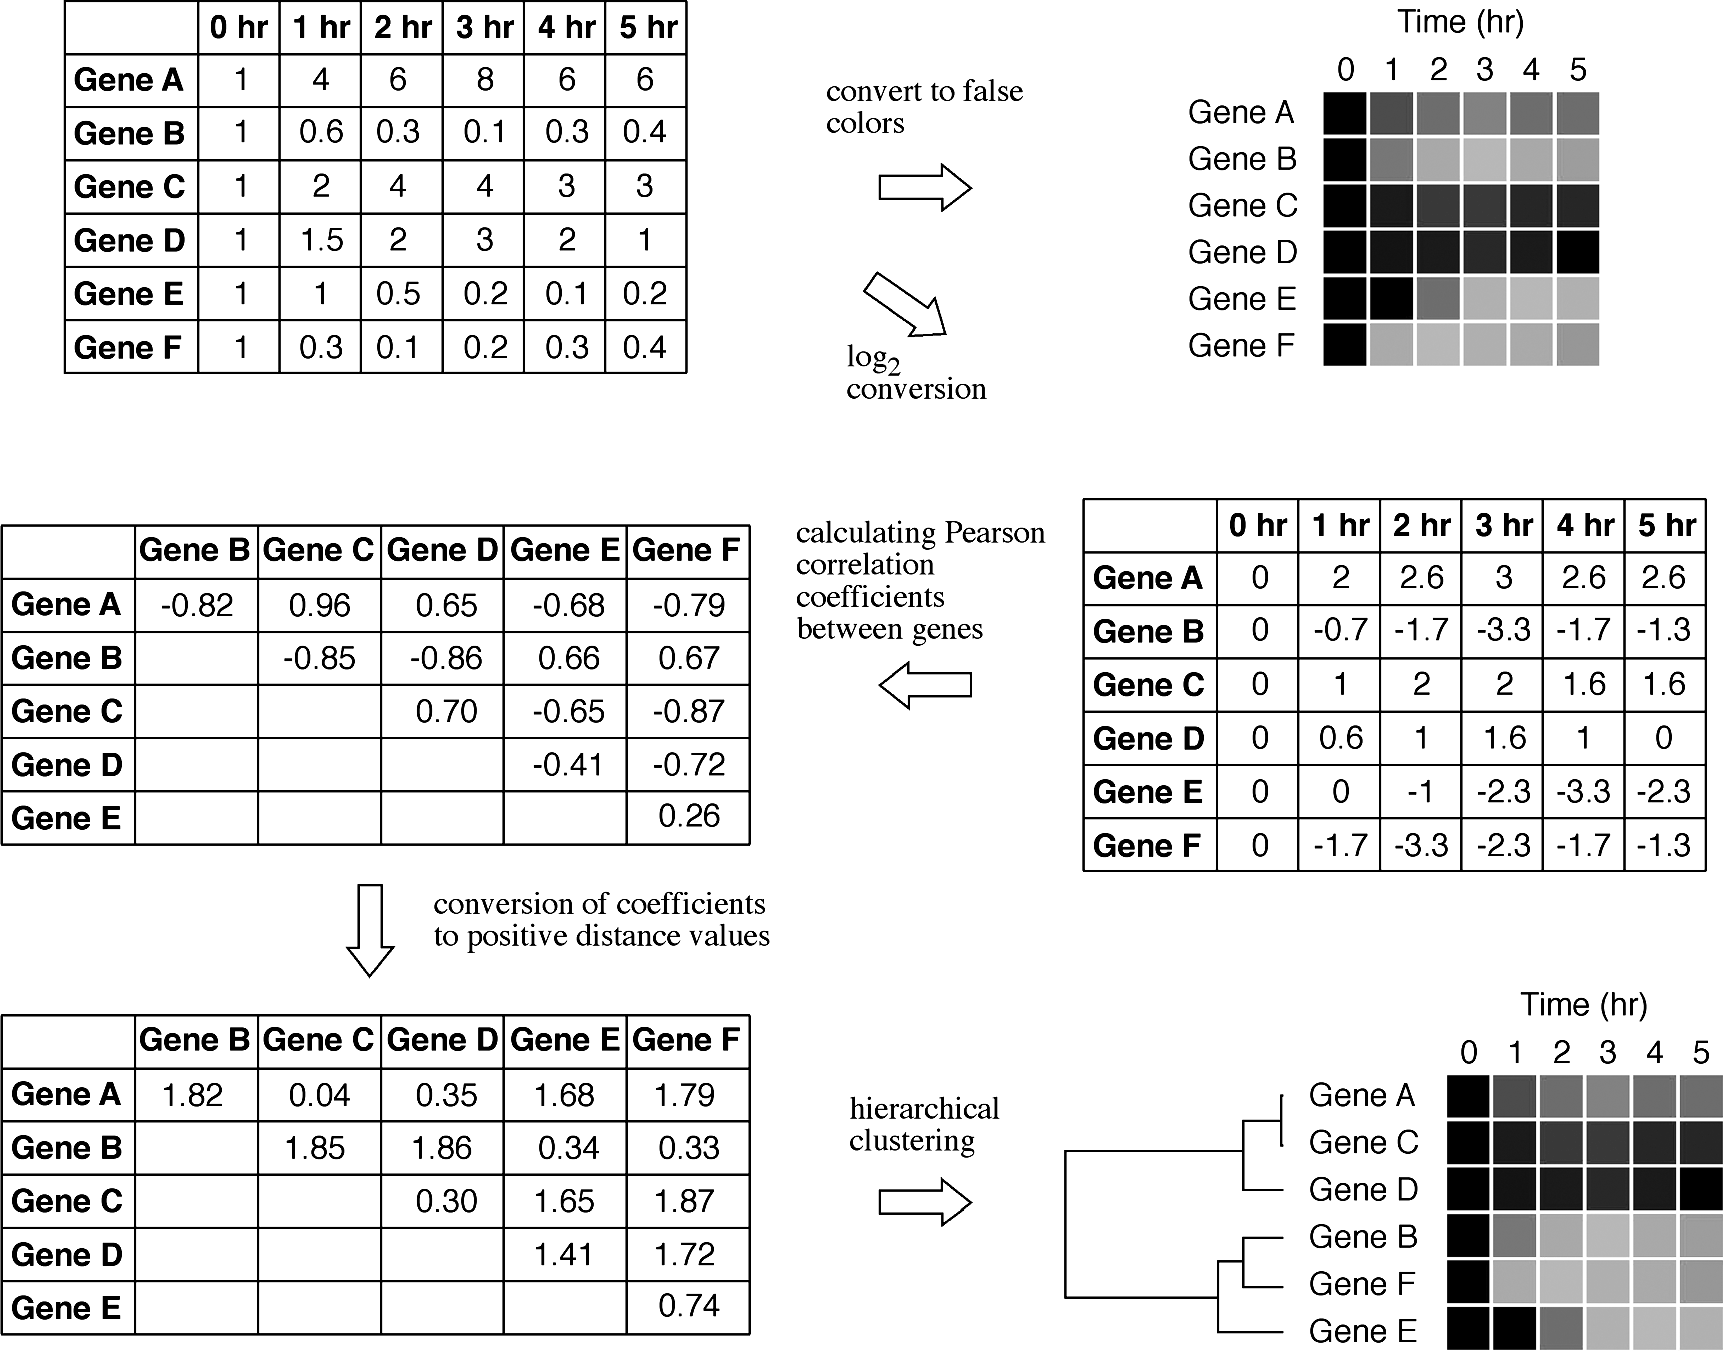 0 hr 1 hr 2 hr 3 hr 4 hr 5 hr
Gene A 1 4 6 8 6 6
Gene B 1 0.6 0.3 0.1 0.3 0.4
Gene C 1 2 4 4 3 3
Gene D 1 1.5 2 3 2 1
Gene E 1 1 0.5 0.2 0.1 0.2
Gene F 1 0.3 0.1 0.2 0.3 0.4
convert to false
colors
log2
conversion
Time (hr)
0 1 2 3 4 5
Gene A
Gene B
Gene C
Gene D
Gene E
Gene F
0 hr 1 hr 2 hr 3 hr 4 hr 5 hr
Gene A 0 2 2.6 3 2.6 2.6
Gene B 0 -0.7 -1.7 -3.3 -1.7 -1.3
Gene C 0 1 2 2 1.6 1.6
Gene D 0 0.6 1 1.6 1 0
Gene E 0 0 -1 -2.3 -3.3 -2.3
Gene F 0 -1.7 -3.3 -2.3 -1.7 -1.3
calculating Pearson
correlation
coefficients
between genes
Gene B Gene C Gene D Gene E Gene F
Gene A -0.82 0.96 0.65 -0.68 -0.79
Gene B -0.85 -0.86 0.66 0.67
Gene C 0.70 -0.65 -0.87
Gene D -0.41 -0.72
Gene E 0.26
conversion of coefficients
to positive distance values
Gene B Gene C Gene D Gene E Gene F
Gene A 1.82 0.04 0.35 1.68 1.79
Gene B 1.85 1.86 0.34 0.33
Gene C 0.30 1.65 1.87
Gene D 1.41 1.72
Gene E 0.74
hierarchical
clustering
Time (hr)
0 1 2 3 4 5
Gene A
Gene C
Gene D
Gene B
Gene F
Gene E